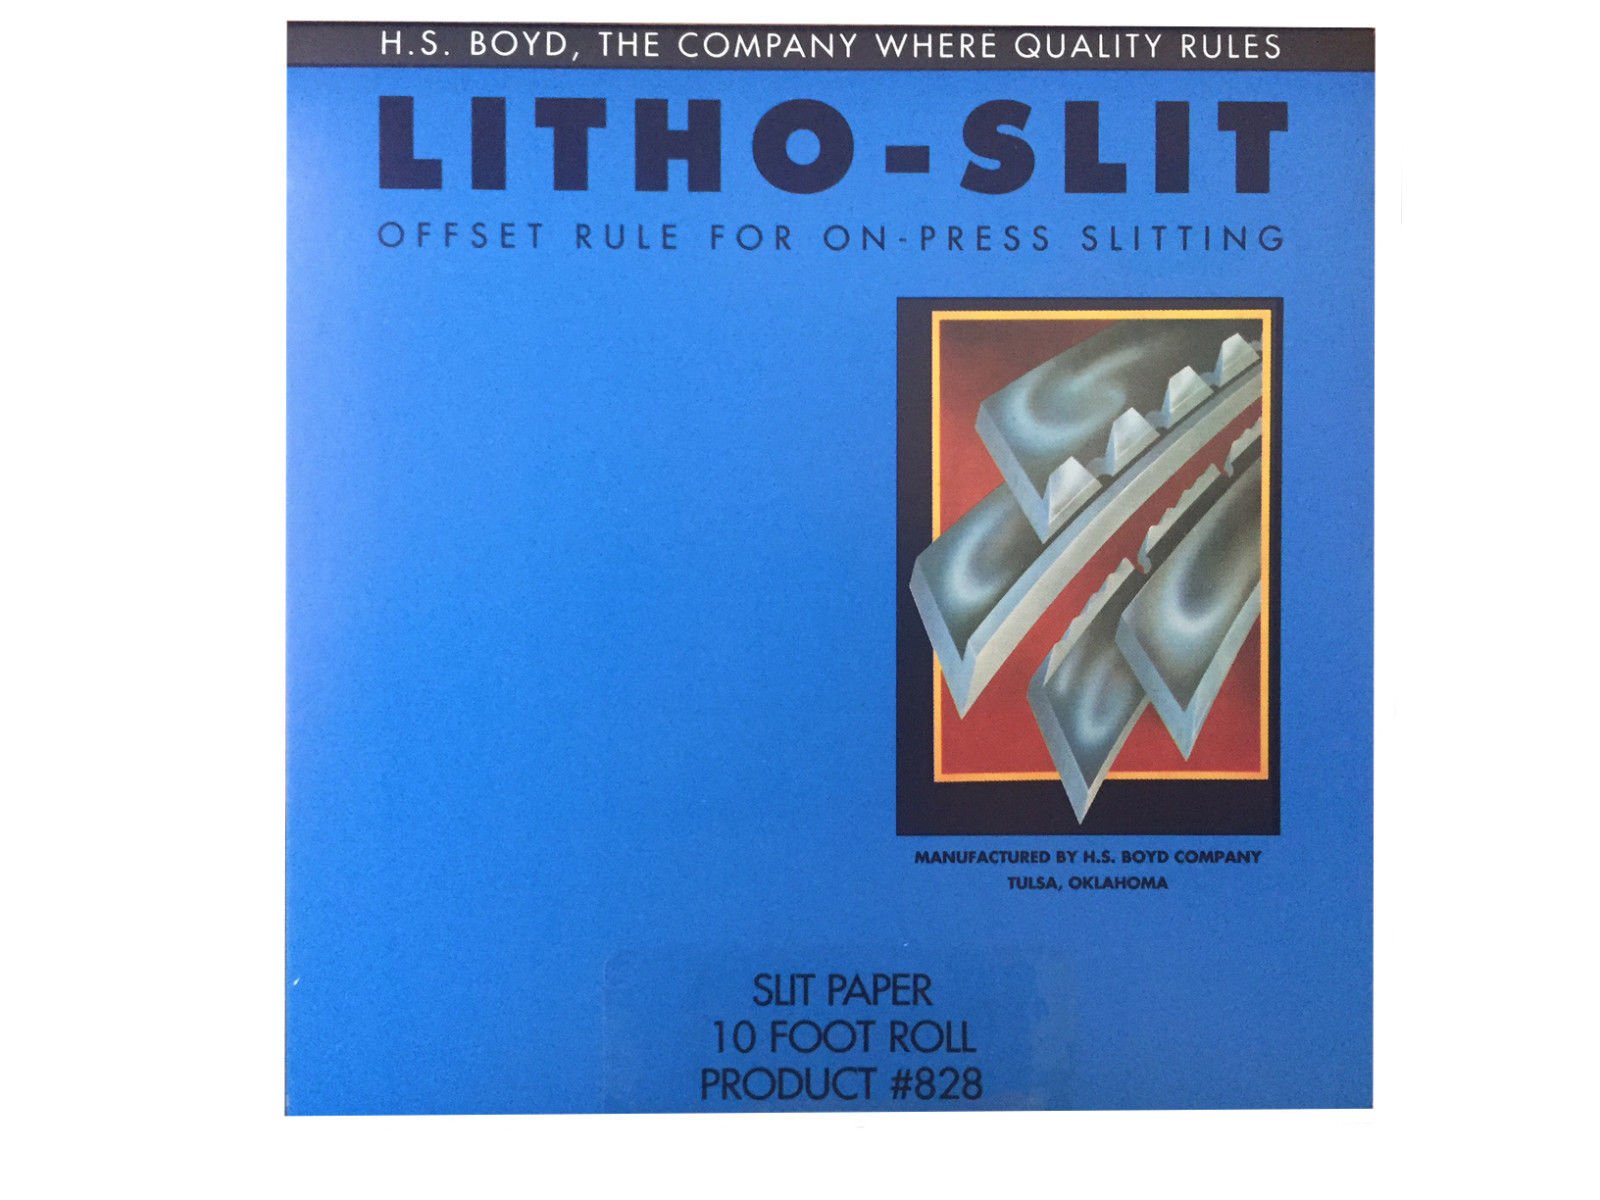 H.S. BOYD, THE COMPANY WHERE QUALITY RULES
LITHO-SLIT
OFFSET RULE FOR ON-PRESS SLITTING
MANUFACTURED BY H.S. BOYD COMPANY
TULSA, OKLAHOMA
SLIT PAPER
10 FOOT ROLL
PRODUCT #828